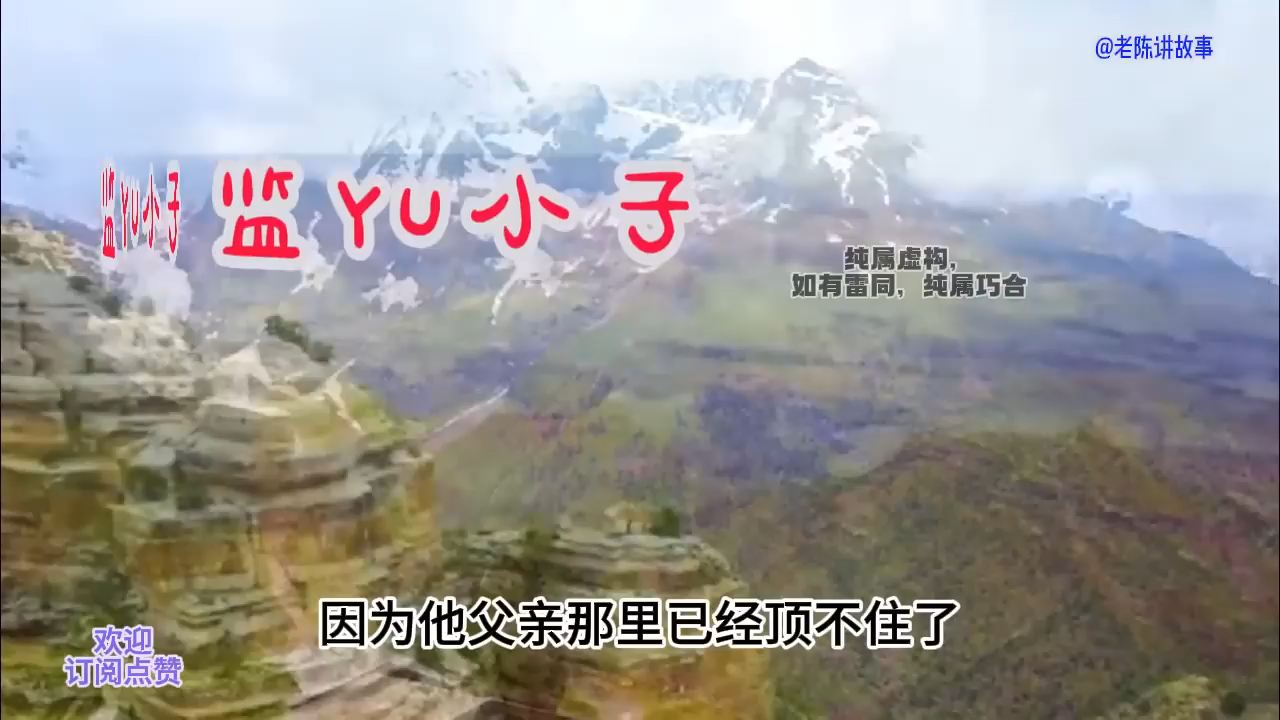 @老陈讲故事
监YU小子
监YU小子
纯属虚构,
如有雷同, 纯属巧合
因为他父亲那里已经顶不住了
欢迎
订阅点赞